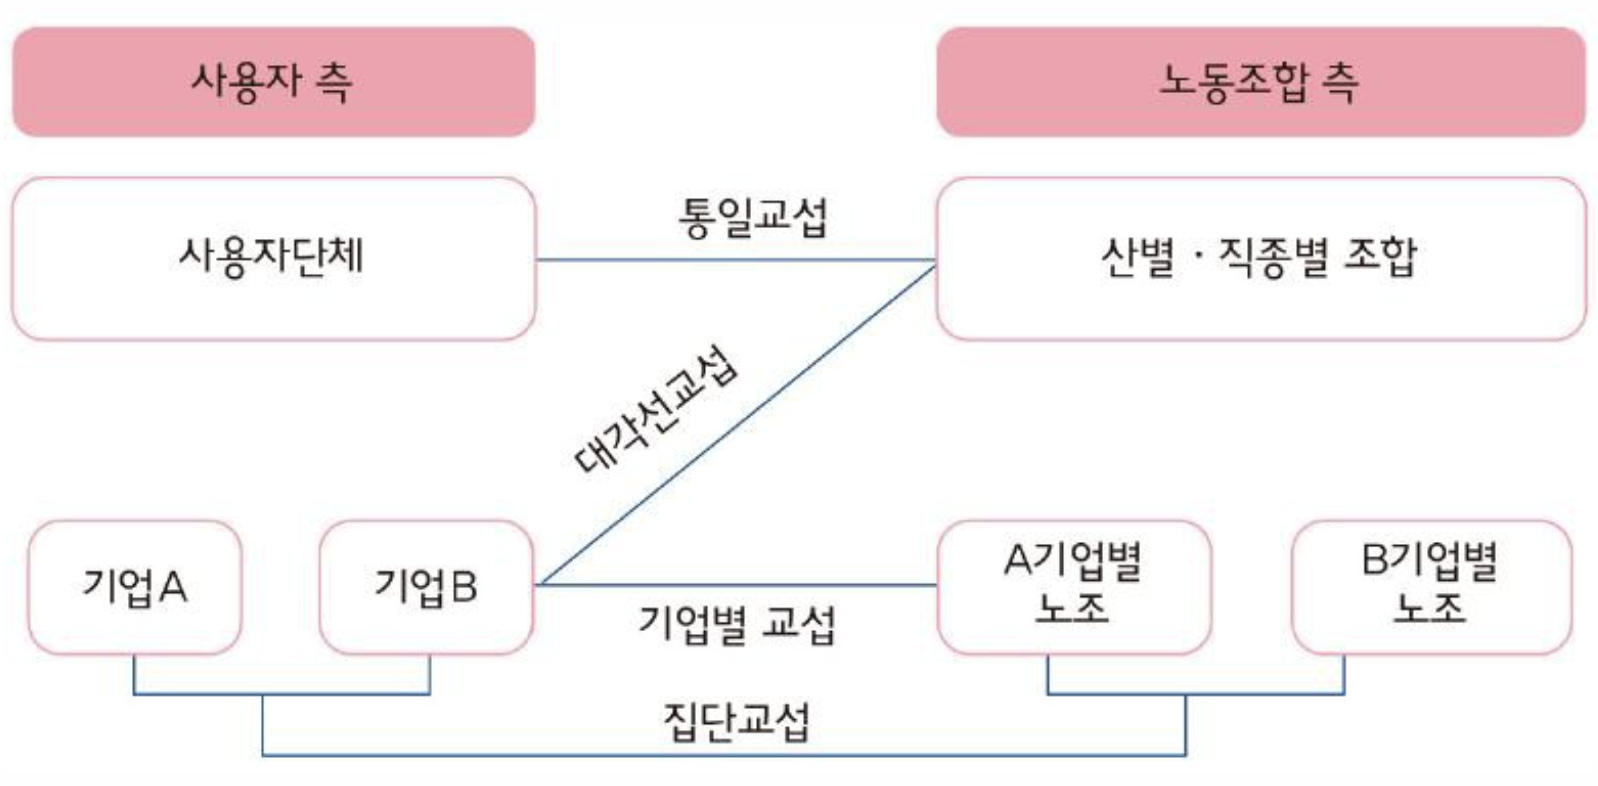 사용자 측
노동조합 측
사용자단체
통일교섭
산별 · 직종별 조합
대각선교섭
기업A
기업B
기업별 교섭
A기업별
노조
B기업별
노조
집단교섭